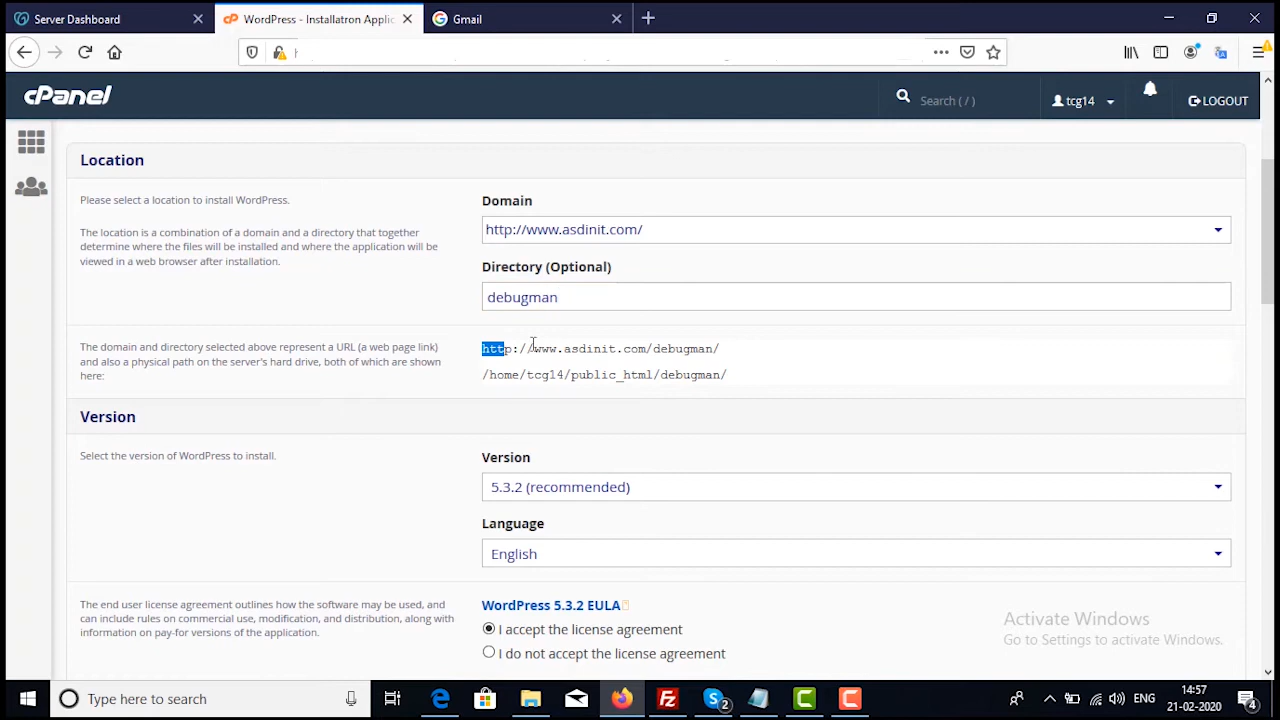 Server Dashboard
WordPress - Installatron Applic
Gmail
cPanel
Search ( / )
tcg14
LOGOUT
Location
Please select a location to install WordPress.
The location is a combination of a domain and a directory that together
determine where the files will be installed and where the application will be
viewed in a web browser after installation.
Domain
http://www.asdinit.com/
Directory (Optional)
debugman
The domain and directory selected above represent a URL (a web page link)
and also a physical path on the server's hard drive, both of which are shown
here:
http://www.asdinit.com/debugman/
/home/tcg14/public_html/debugman/
Version
Select the version of WordPress to install.
Version
5.3.2 (recommended)
Language
English
The end user license agreement outlines how the software may be used, and
can include rules on commercial use, modification, and distribution, along with
information on pay-for versions of the application.
WordPress 5.3.2 EULA
I accept the license agreement
I do not accept the license agreement
Activate Windows
Go to Settings to activate Windows.
Type here to search
2
ENG
14:57
21-02-2020
4